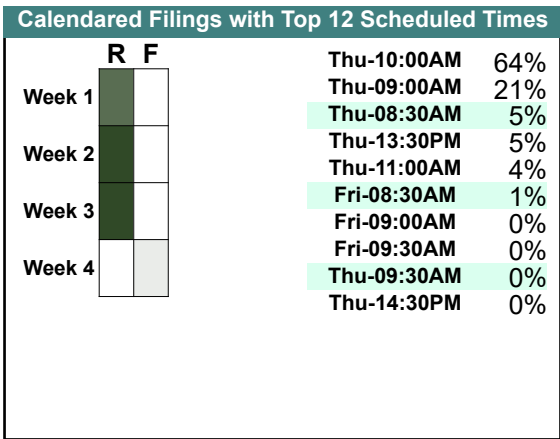 Calendared Filings with Top 12 Scheduled Times
R F
Week 1
Week 2
Week 3
Week 4
Thu-10:00AM 64%
Thu-09:00AM 21%
Thu-08:30AM 5%
Thu-13:30PM 5%
Thu-11:00AM 4%
Fri-08:30AM 1%
Fri-09:00AM 0%
Fri-09:30AM 0%
Thu-09:30AM 0%
Thu-14:30PM 0%